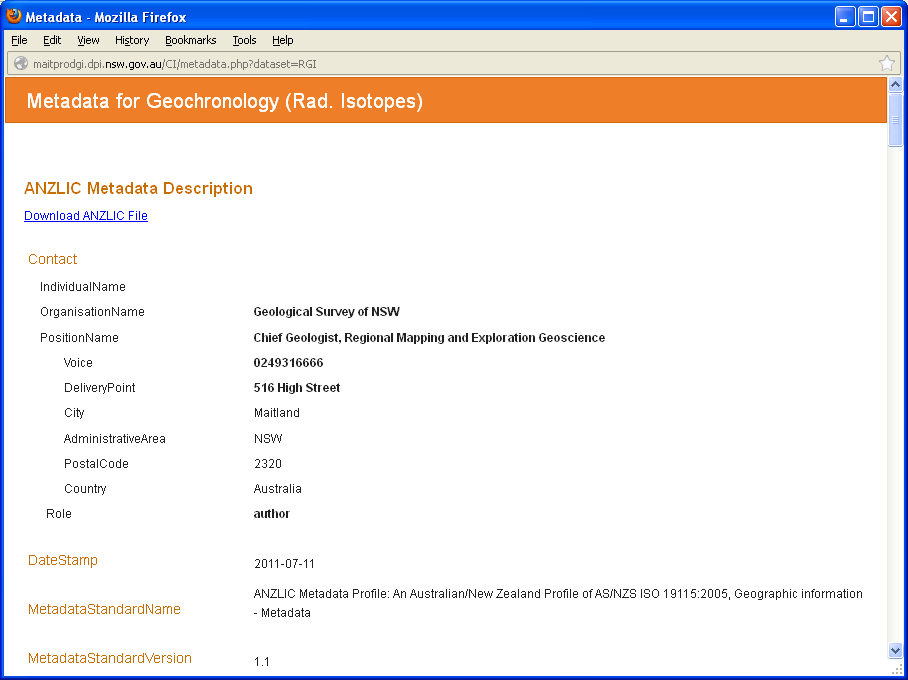 Metadata - Mozilla Firefox
File Edit View History Bookmarks Tools Help
maitprodgi.dpi.nsw.gov.au/CI/metadata.php?dataset=RGI
Metadata for Geochronology (Rad. Isotopes)
ANZLIC Metadata Description
Download ANZLIC File
Contact
IndividualName
OrganisationName Geological Survey of NSW
PositionName Chief Geologist, Regional Mapping and Exploration Geoscience
Voice 0249316666
DeliveryPoint 516 High Street
City Maitland
AdministrativeArea NSW
PostalCode 2320
Country Australia
Role author
DateStamp 2011-07-11
MetadataStandardName ANZLIC Metadata Profile: An Australian/New Zealand Profile of AS/NZS ISO 19115:2005, Geographic information
- Metadata
MetadataStandardVersion 1.1